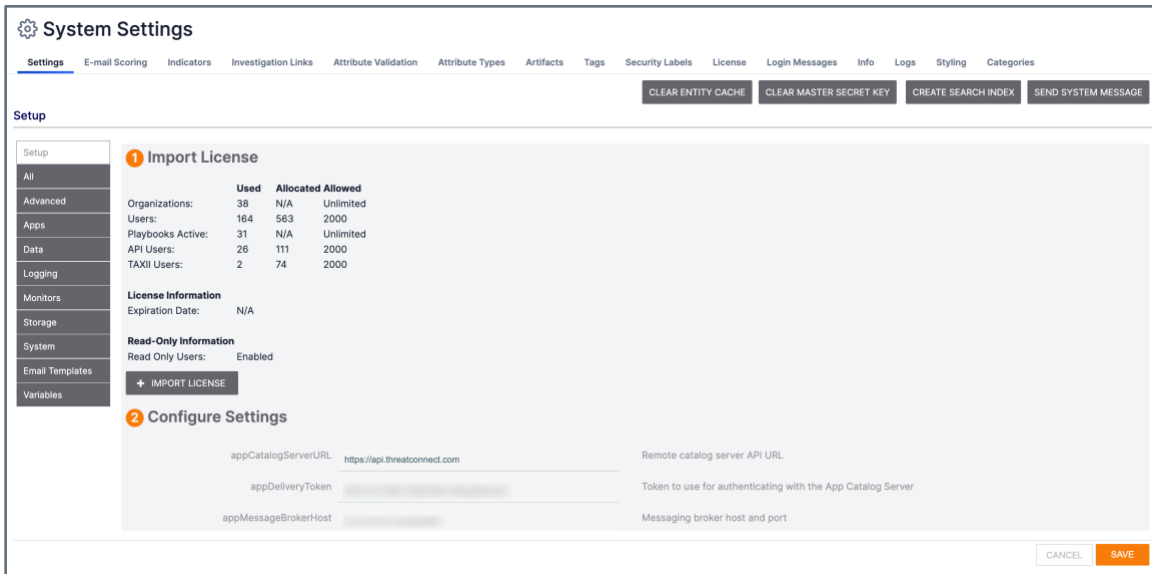 System Settings
Settings E-mail Scoring Indicators Investigation Links Attribute Validation Attribute Types Artifacts Tags Security Labels License Login Messages Info Logs Styling Categories
CLEAR ENTITY CACHE CLEAR MASTER SECRET KEY CREATE SEARCH INDEX SEND SYSTEM MESSAGE
Setup
Setup
All
Advanced
Apps
Data
Logging
Monitors
Storage
System
Email Templates
Variables
1 Import License
Used Allocated Allowed
Organizations: 38 N/A Unlimited
Users: 164 563 2000
Playbooks Active: 31 N/A Unlimited
API Users: 26 111 2000
TAXII Users: 2 74 2000
License Information
Expiration Date: N/A
Read-Only Information
Read Only Users: Enabled
+ IMPORT LICENSE
2 Configure Settings
appCatalogServerURL https://api.threatconnect.com Remote catalog server API URL
appDeliveryToken Token to use for authenticating with the App Catalog Server
appMessageBrokerHost Messaging broker host and port
CANCEL SAVE